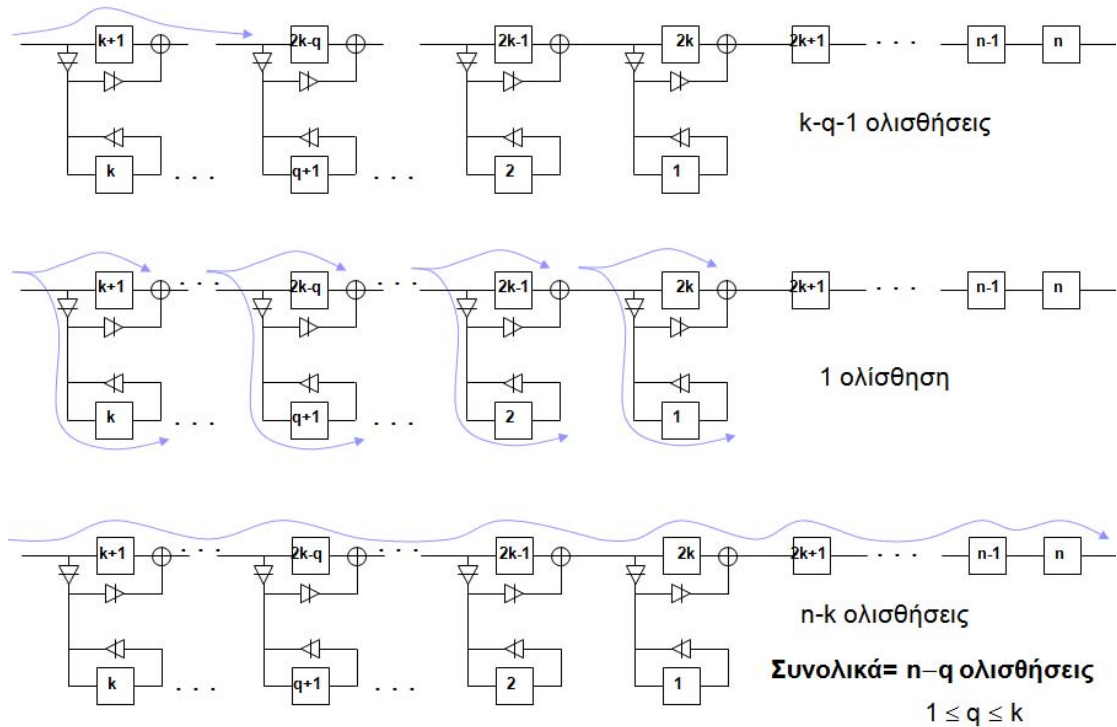 k+1 2k-q 2k-1 2k 2k+1 . . . n-1 n
k-q-1 ολισθήσεις
k . . . q+1 . . . 2 1
k+1 . . . 2k-q . . . 2k-1 2k 2k+1 . . . n-1 n
1 ολίσθηση
k . . . q+1 . . . 2 1
k+1 . . . 2k-q . . . 2k-1 2k 2k+1 . . . n-1 n
n-k ολισθήσεις
k . . . q+1 . . . 2 1
Συνολικά= n–q ολισθήσεις
1 ≤ q ≤ k